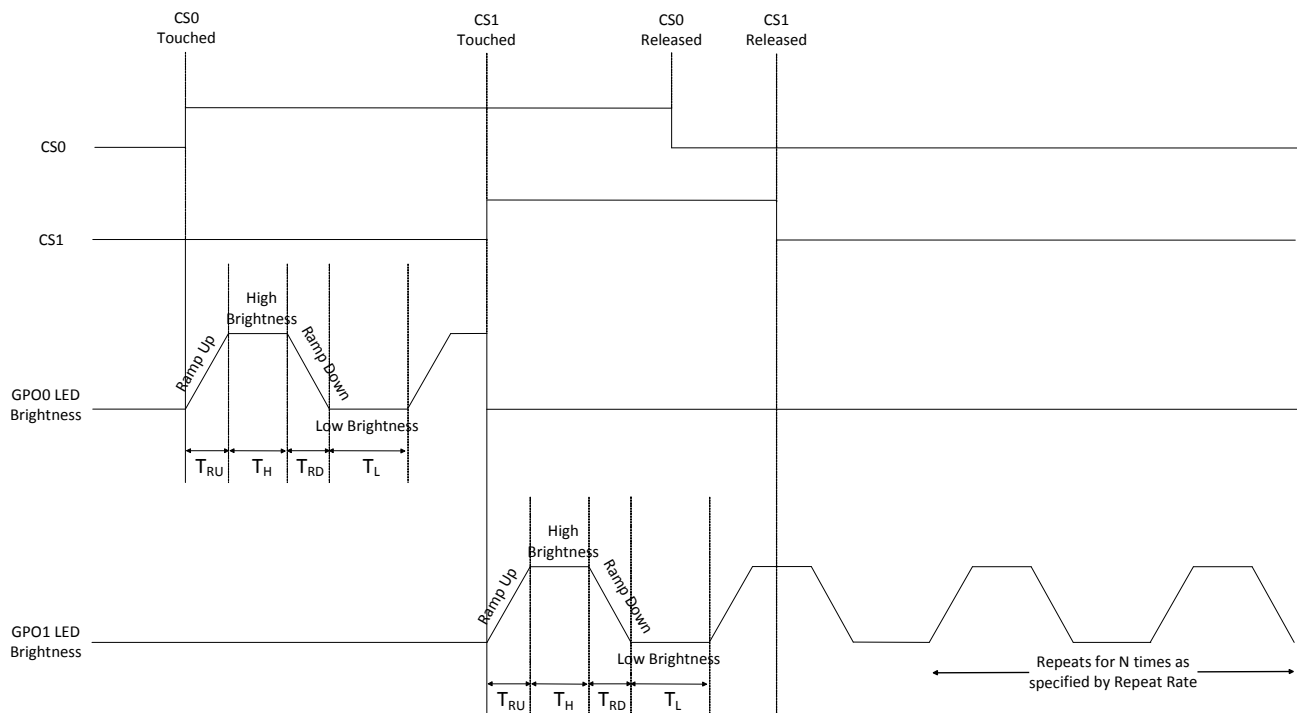 CS0
Touched
CS1
Touched
CS0
Released
CS1
Released
CS0
CS1
High
Brightness
Ramp Up
Ramp Down
GPO0 LED
Brightness
Low Brightness
TRU
TH
TRD
TL
High
Brightness
Ramp Up
Ramp Down
GPO1 LED
Brightness
Low Brightness
Repeats for N times as
specified by Repeat Rate
TRU
TH
TRD
TL